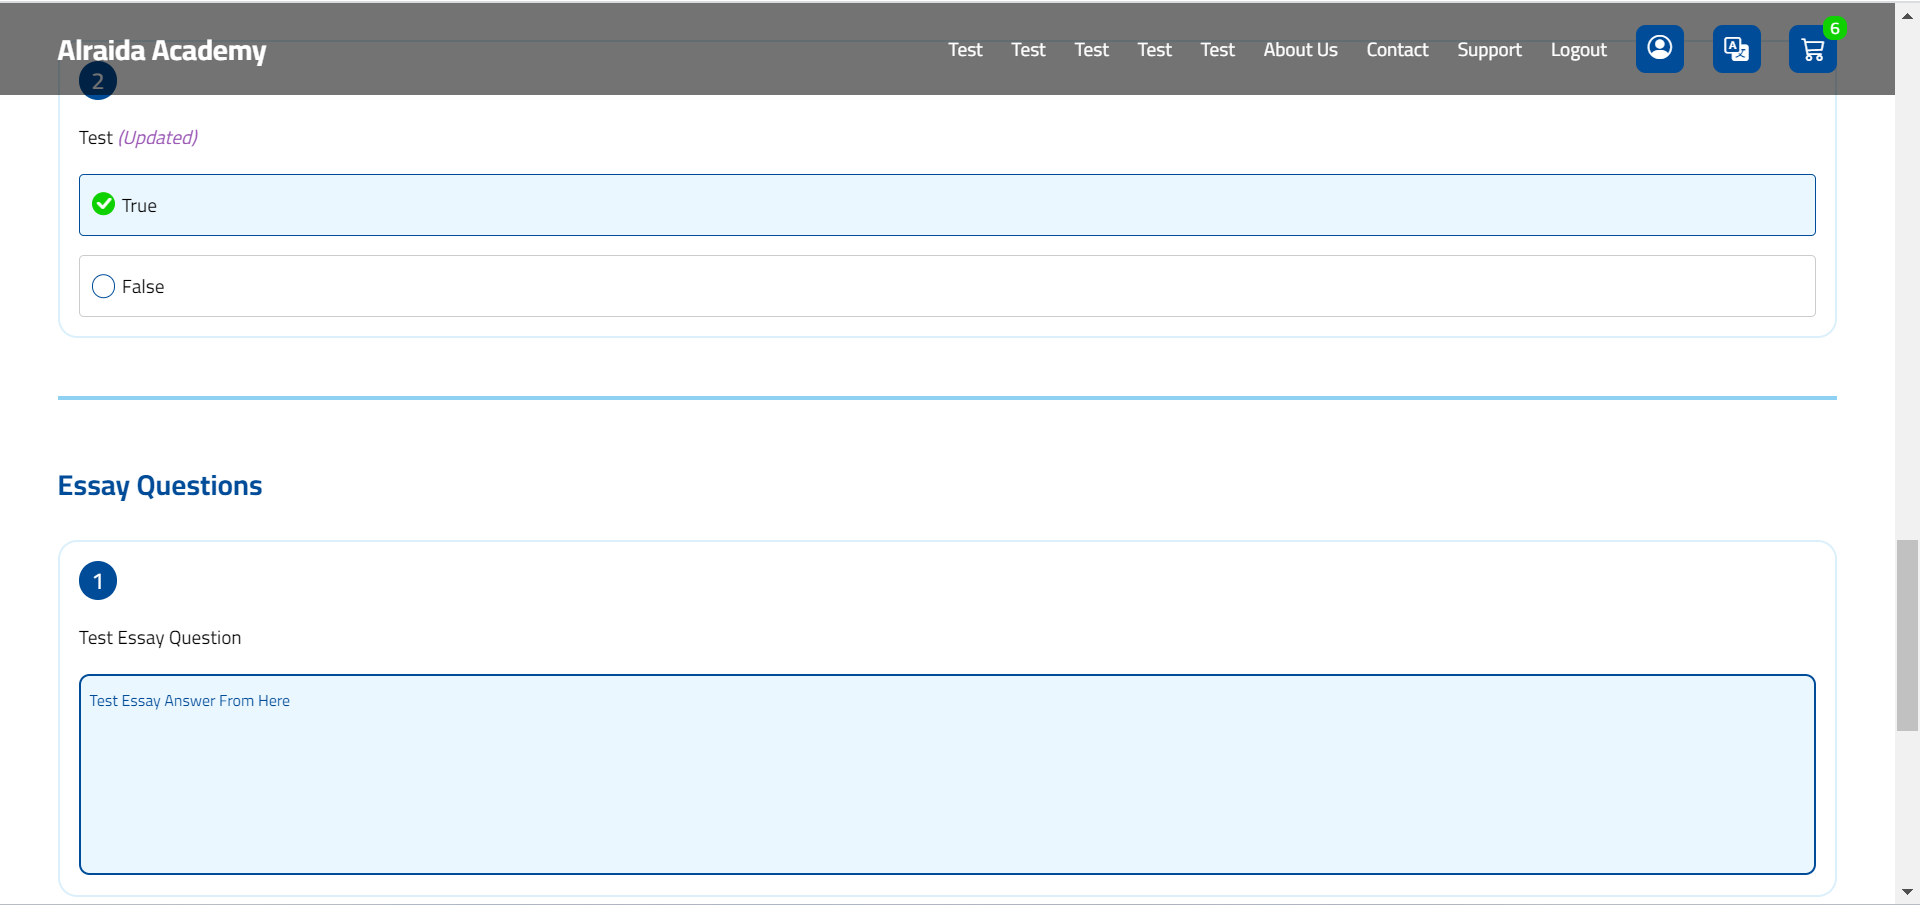 Alraida Academy
Test Test Test Test Test About Us Contact Support Logout
6
2
Test (Updated)
True
False
Essay Questions
1
Test Essay Question
Test Essay Answer From Here